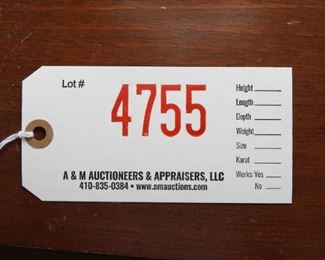 Lot #
4755
Height
Length
Depth
Weight
Size
Karat
Works: Yes
No
A & M AUCTIONEERS & APPRAISERS, LLC
410-835-0384 • www.amauctions.com